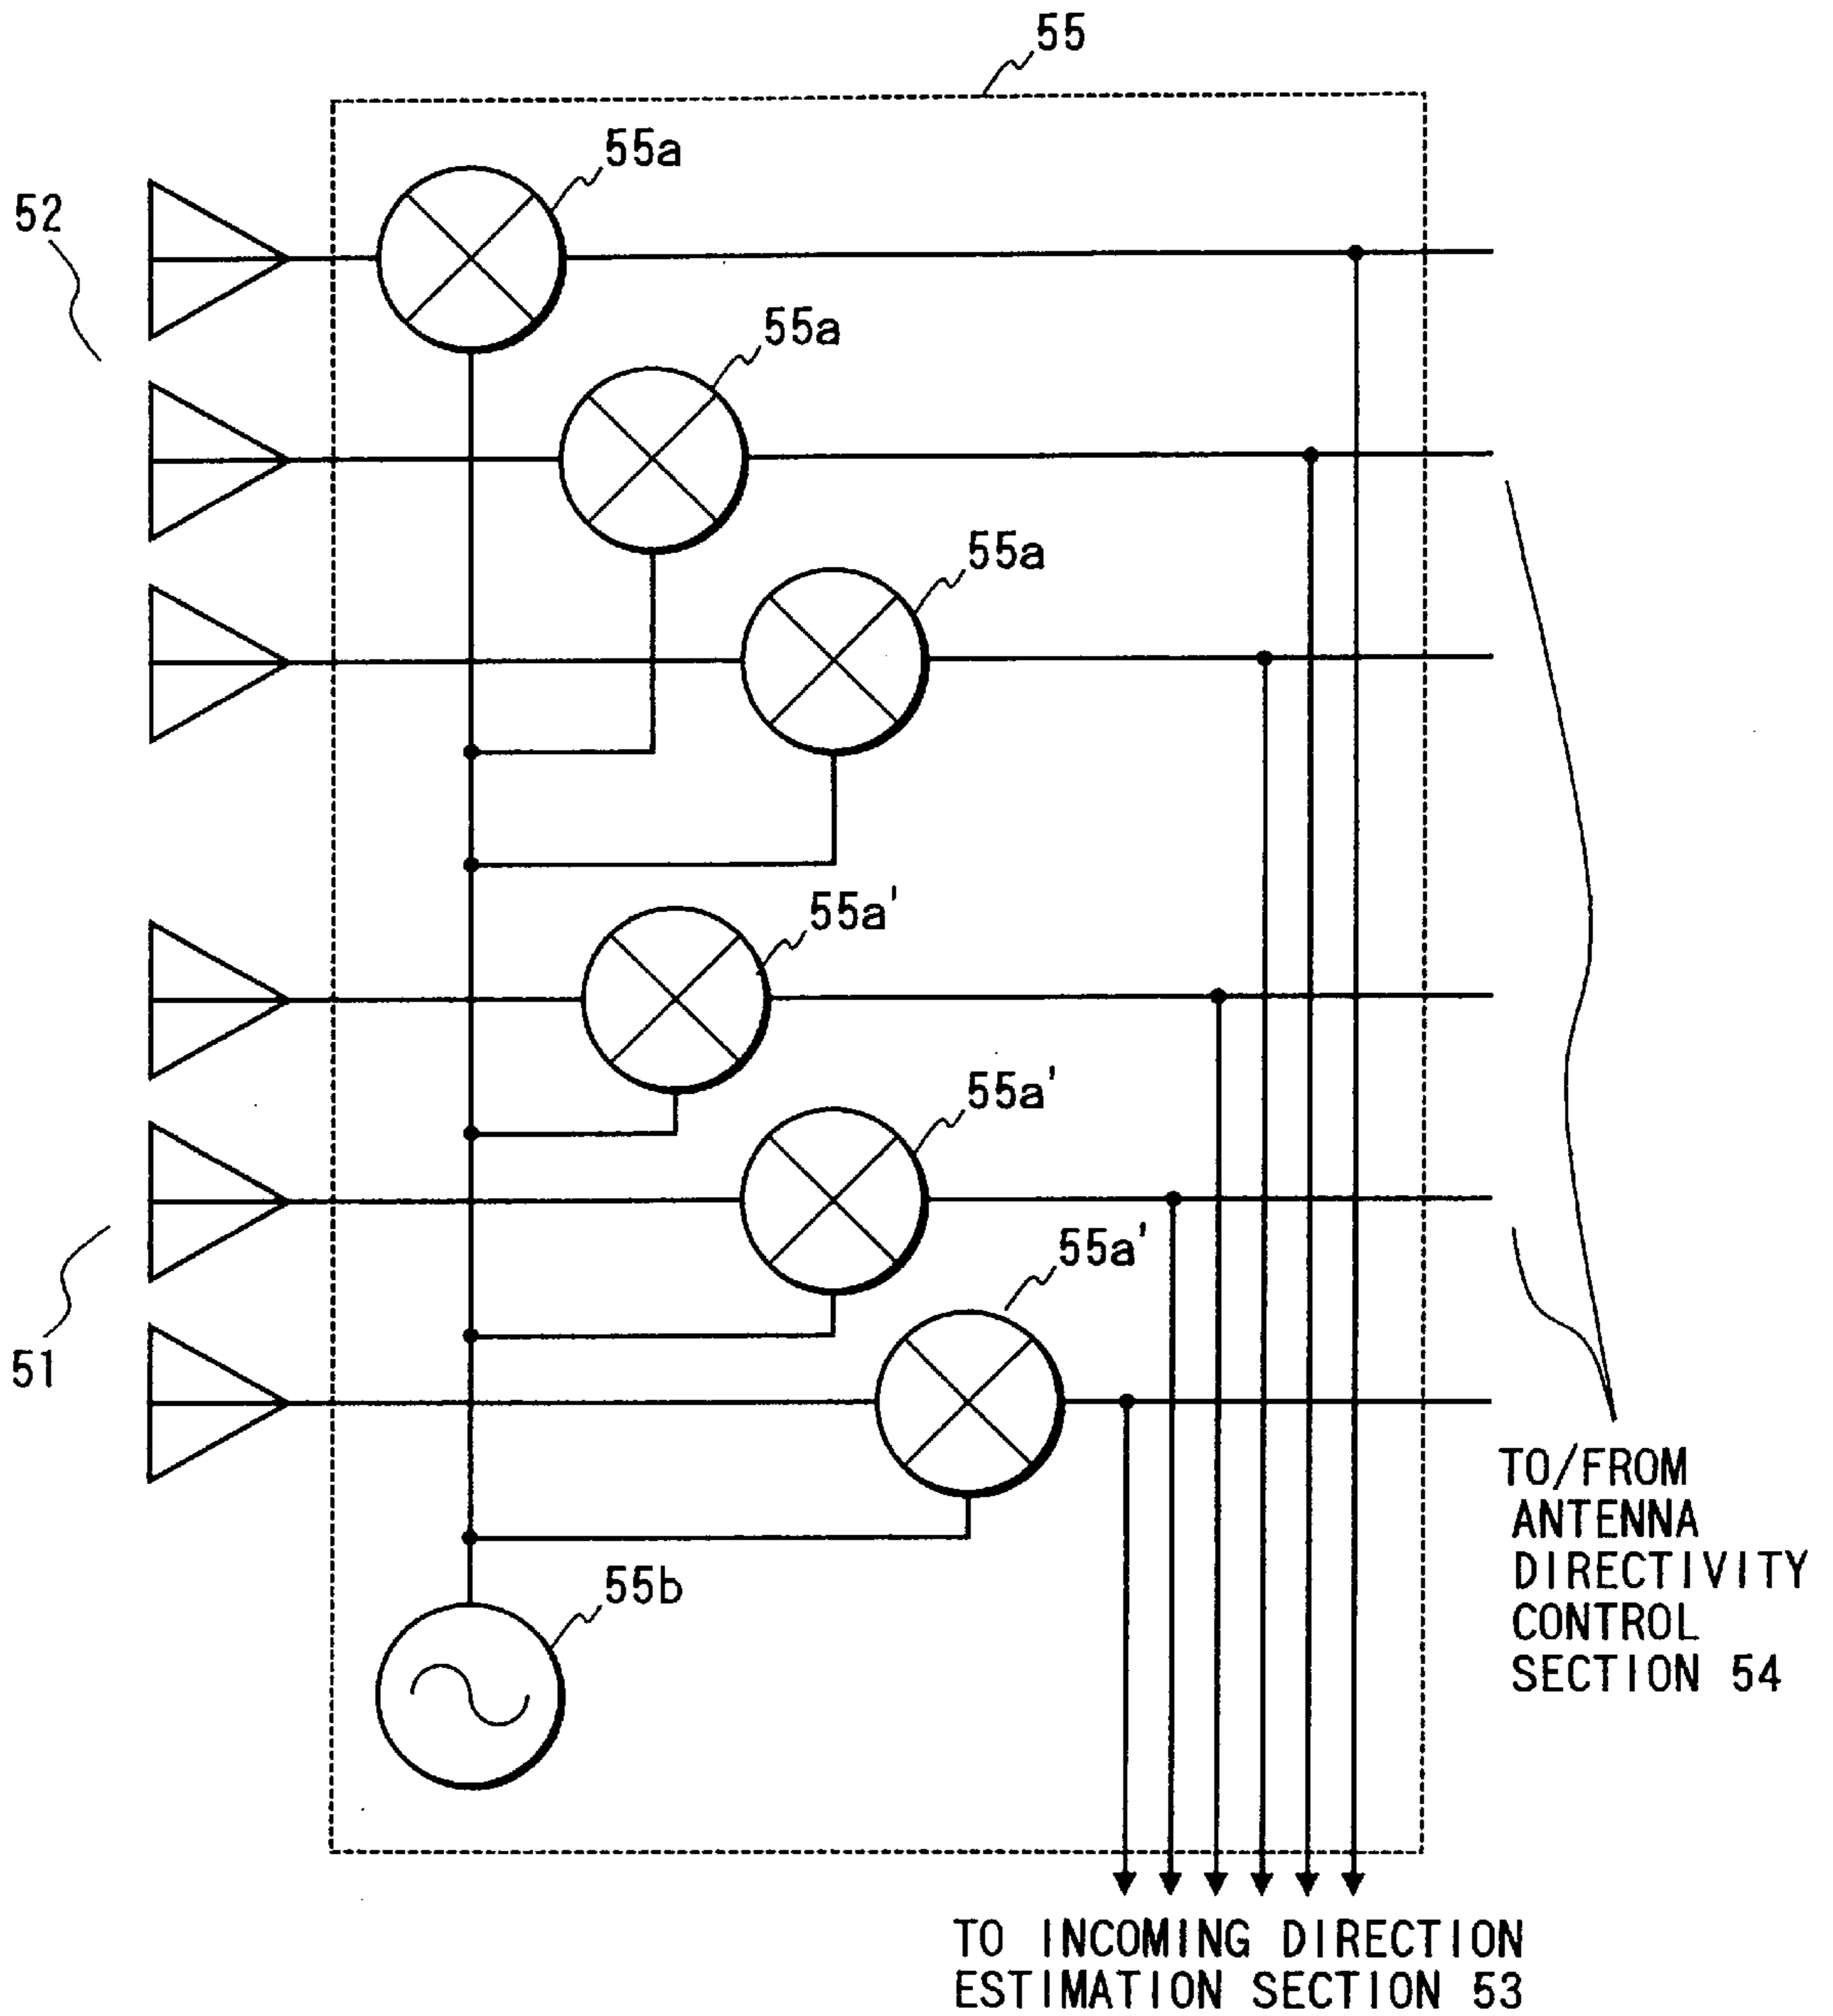 55
55a
52
55a
55a
55a'
55a'
55a'
51
TO/FROM
ANTENNA
DIRECTIVITY
CONTROL
SECTION 54
55b
TO INCOMING DIRECTION
ESTIMATION SECTION 53